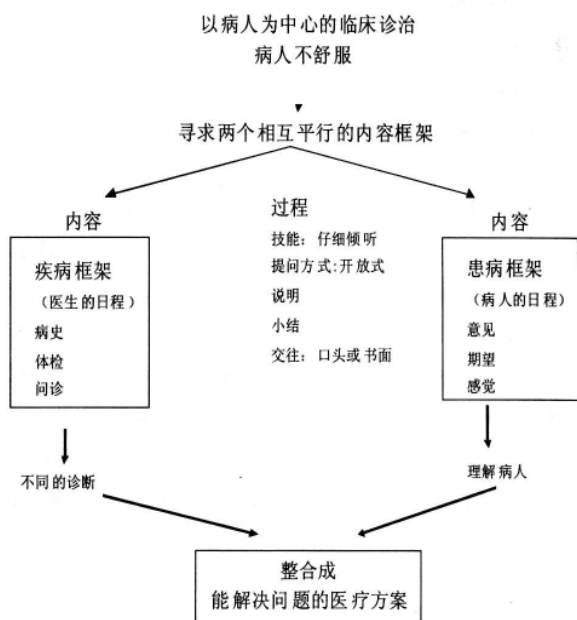 以病人为中心的临床诊治
病人不舒服
寻求两个相互平行的内容框架
内容
疾病框架
（医生的日程）
病史
体检
问诊
不同的诊断
过程
技能：仔细倾听
提问方式：开放式
说明
小结
交往：口头或书面
内容
患病框架
（病人的日程）
意见
期望
感觉
理解病人
整合成
能解决问题的医疗方案